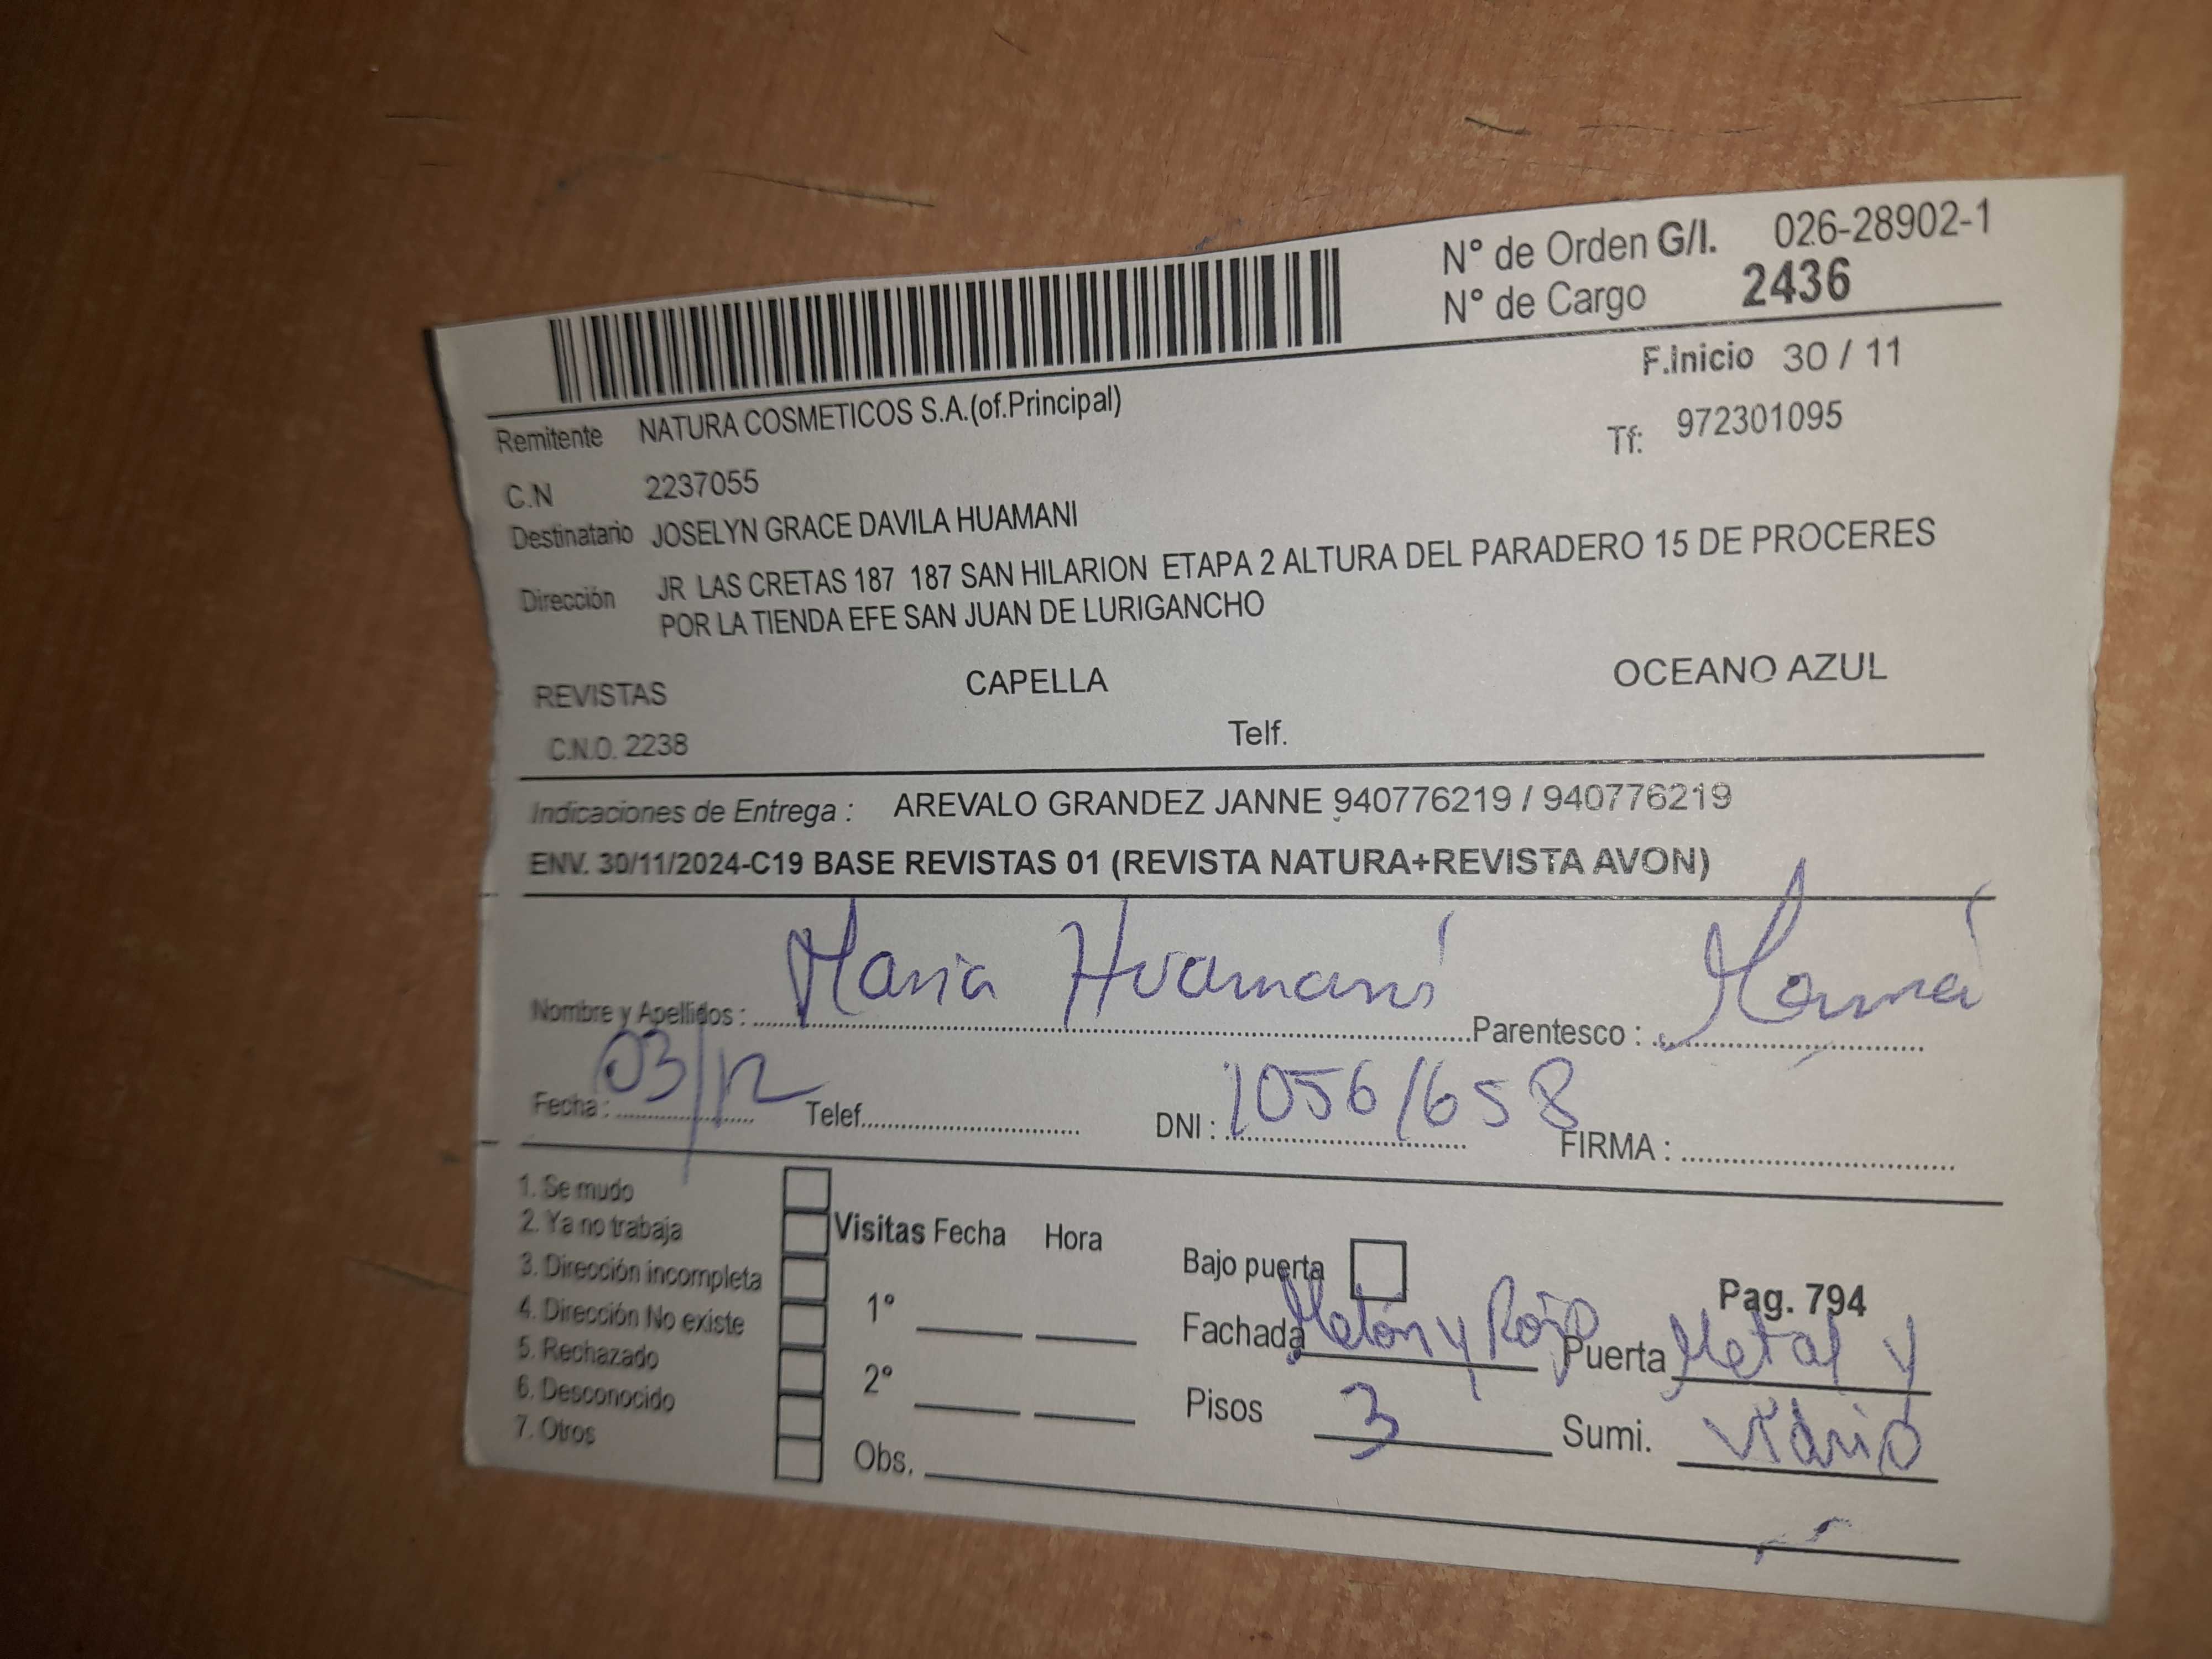 N° de Orden G/I. 026-28902-1
N° de Cargo 2436
F.Inicio 30 / 11
Remitente NATURA COSMETICOS S.A.(of.Principal)
Tf: 972301095
C.N 2237055
Destinatario JOSELYN GRACE DAVILA HUAMANI
Dirección JR LAS CRETAS 187 187 SAN HILARION ETAPA 2 ALTURA DEL PARADERO 15 DE PROCERES
POR LA TIENDA EFE SAN JUAN DE LURIGANCHO
REVISTAS CAPELLA OCEANO AZUL
C.N.O. 2238 Telf.
Indicaciones de Entrega : AREVALO GRANDEZ JANNE 940776219 / 940776219
ENV. 30/11/2024-C19 BASE REVISTAS 01 (REVISTA NATURA+REVISTA AVON)
Nombre y Apellidos : Maria Huamaní Parentesco : Mamá
Fecha : 03/12 Telef. DNI : 10561658 FIRMA :
1. Se mudo
2. Ya no trabaja
3. Dirección incompleta
4. Dirección No existe
5. Rechazado
6. Desconocido
7. Otros
Visitas Fecha Hora
1°
2°
Obs.
Bajo puerta Pag. 794
Fachada Melón y Rojo Puerta Metal y
Pisos 3 Sumi. Vidrio